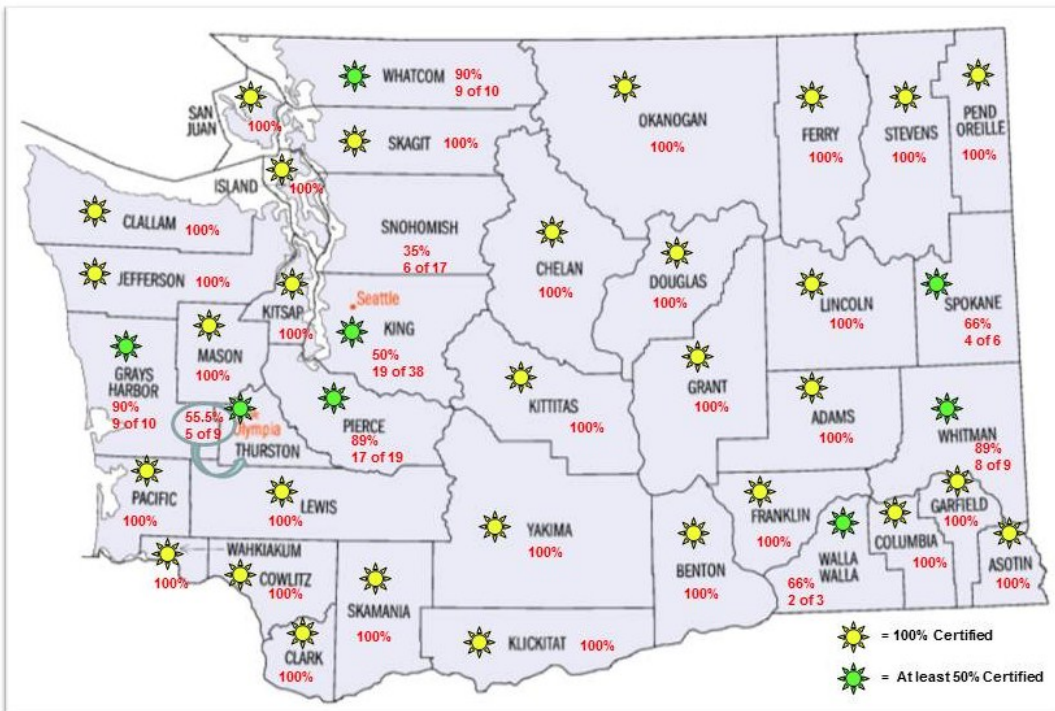 WHATCOM
90%
9 of 10
SAN
JUAN
100%
SKAGIT 100%
ISLAND
100%
OKANOGAN
100%
FERRY
100%
STEVENS
100%
PEND
OREILLE
100%
CLALLAM 100%
SNOHOMISH
35%
6 of 17
CHELAN
100%
DOUGLAS
100%
JEFFERSON 100%
KITSAP
100%
Seattle
KING
50%
19 of 38
LINCOLN
100%
SPOKANE
66%
4 of 6
MASON
100%
GRAYS
HARBOR
90%
9 of 10
55.5%
5 of 9
Olympia
THURSTON
PIERCE
89%
17 of 19
KITTITAS
100%
GRANT
100%
ADAMS
100%
WHITMAN
89%
8 of 9
PACIFIC
100%
LEWIS
100%
YAKIMA
100%
FRANKLIN
100%
GARFIELD
100%
COLUMBIA
100%
ASOTIN
100%
WAHKIAKUM
100%
COWLITZ
100%
SKAMANIA
100%
BENTON
100%
WALLA
WALLA
66%
2 of 3
CLARK
100%
KLICKITAT 100%
= 100% Certified
= At least 50% Certified